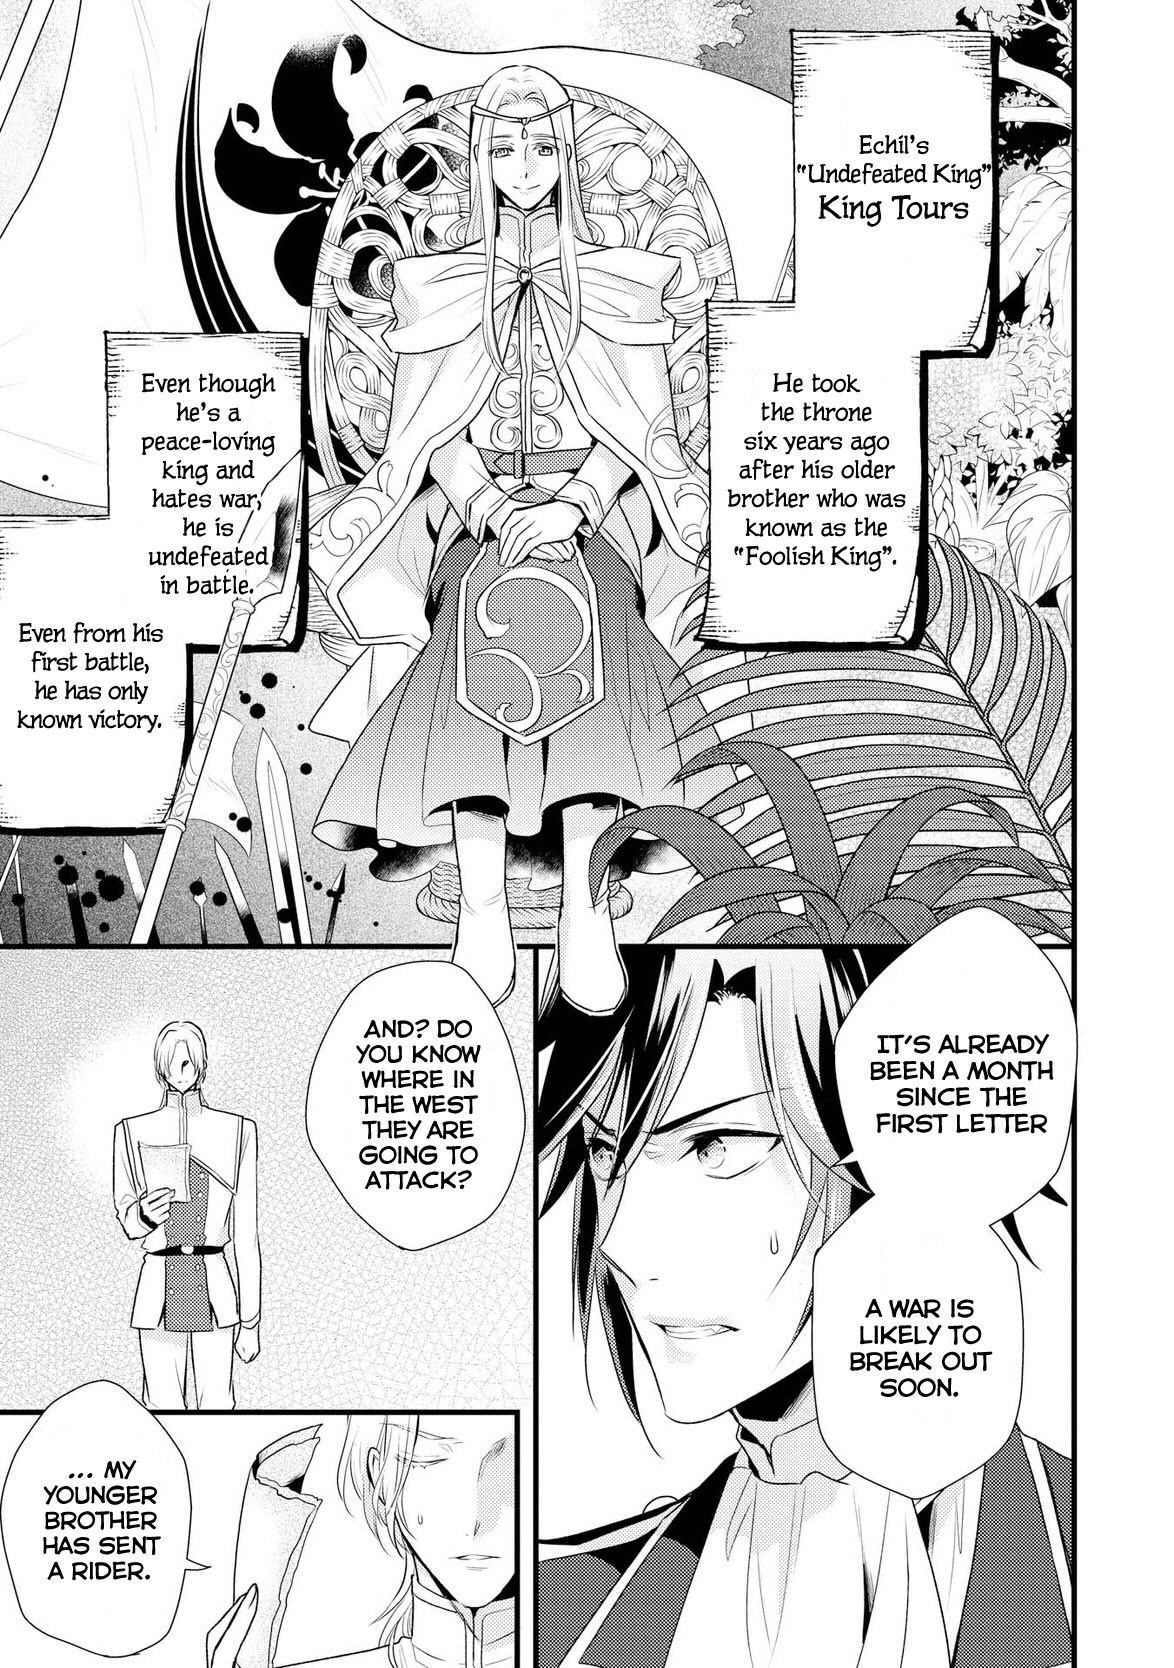 Echil's
"Undefeated King"
King Tours
He took
the throne
six years ago
after his older
brother who was
known as the
"Foolish King".
Even though
he's a
peace-loving
king and
hates war,
he is
undefeated
in battle.
Even from his
first battle,
he has only
known victory.
IT'S ALREADY
BEEN A MONTH
SINCE THE
FIRST LETTER
A WAR IS
LIKELY TO
BREAK OUT
SOON.
AND? DO
YOU KNOW
WHERE IN
THE WEST
THEY ARE
GOING TO
ATTACK?
... MY
YOUNGER
BROTHER
HAS SENT
A RIDER.